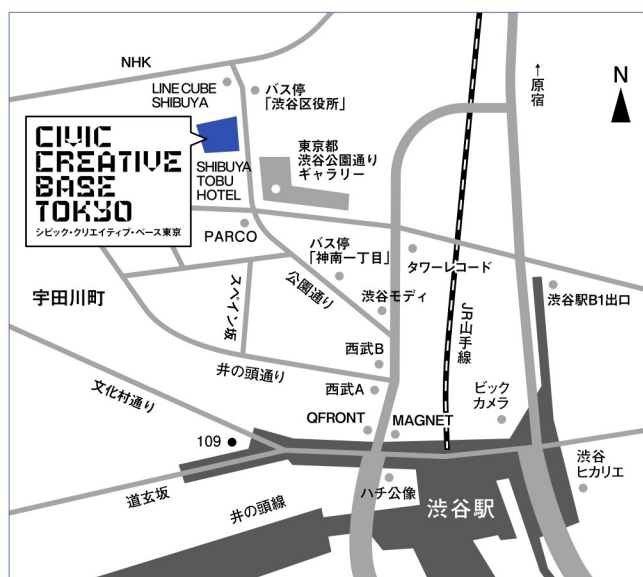 NHK
LINE CUBE
SHIBUYA
バス停
「渋谷区役所」
↑原宿
N
CIVIC
CREATIVE
BASE
TOKYO
シビック・クリエイティブ・ベース東京
SHIBUYA
TOBU
HOTEL
東京都
渋谷公園通り
ギャラリー
PARCO
バス停
「神南一丁目」
タワーレコード
宇田川町
スペイン坂
公園通り
渋谷モディ
JR山手線
渋谷駅B1出口
西武B
井の頭通り
文化村通り
西武A
ビック
カメラ
QFRONT
MAGNET
109
道玄坂
井の頭線
ハチ公像
渋谷駅
渋谷
ヒカリエ